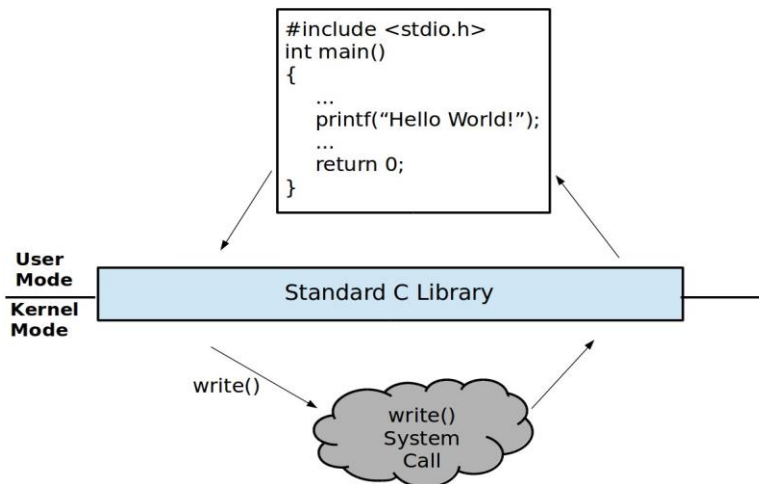 #include <stdio.h>
int main()
{
...
printf(“Hello World!”);
...
return 0;
}
User
Mode
Standard C Library
Kernel
Mode
write()
write()
System
Call